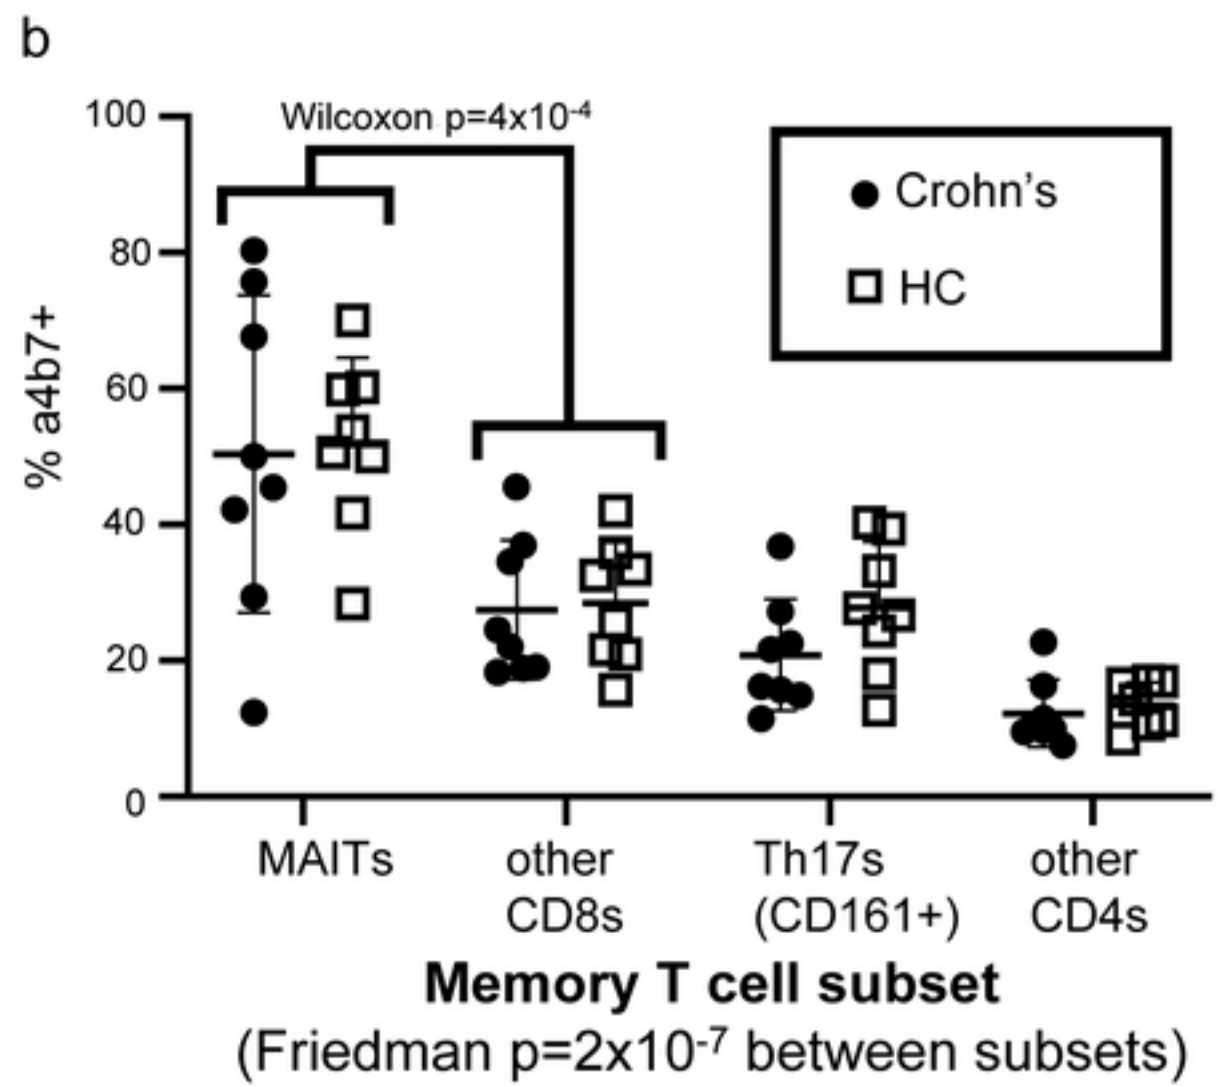 b
Wilcoxon p=4x10⁻⁴
Crohn's
HC
% a4b7+
100
80
60
40
20
0
MAITs
other CD8s
Th17s (CD161+)
other CD4s
Memory T cell subset
(Friedman p=2x10⁻⁷ between subsets)